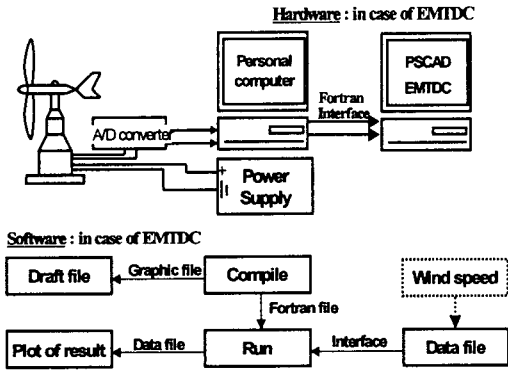 Hardware : in case of EMTDC
Personal
computer
PSCAD
EMTDC
Fortran
Interface
A/D converter
+
Power
Supply
Software : in case of EMTDC
Draft file
Graphic file
Compile
Wind speed
Fortran file
Plot of result
Data file
Run
Interface
Data file